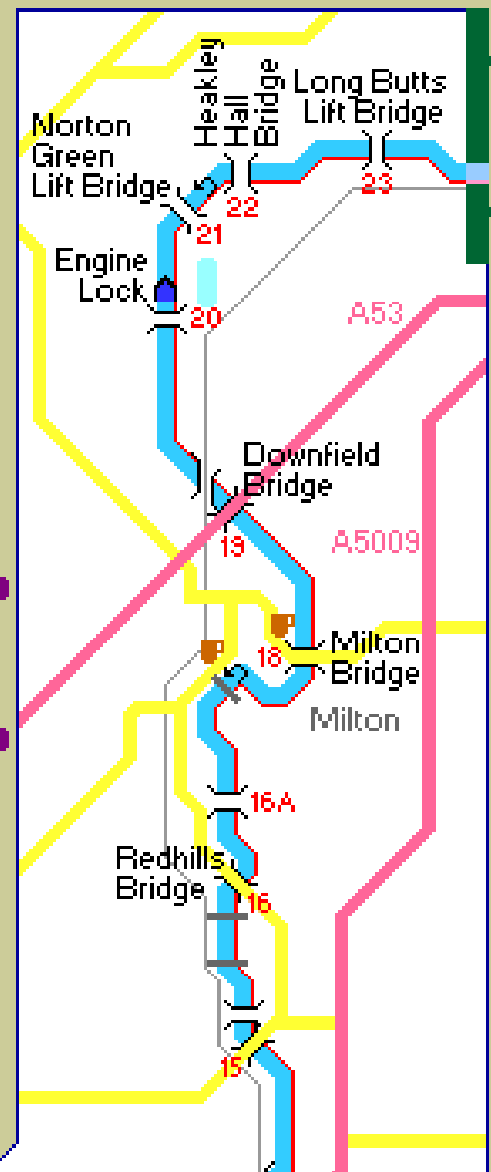 Heakley
Hall
Bridge
Long Butts
Lift Bridge
Norton
Green
Lift Bridge
23
22
21
Engine
Lock
20
A53
Downfield
Bridge
19
A5009
18
Milton
Bridge
Milton
16A
Redhills
Bridge
16
15